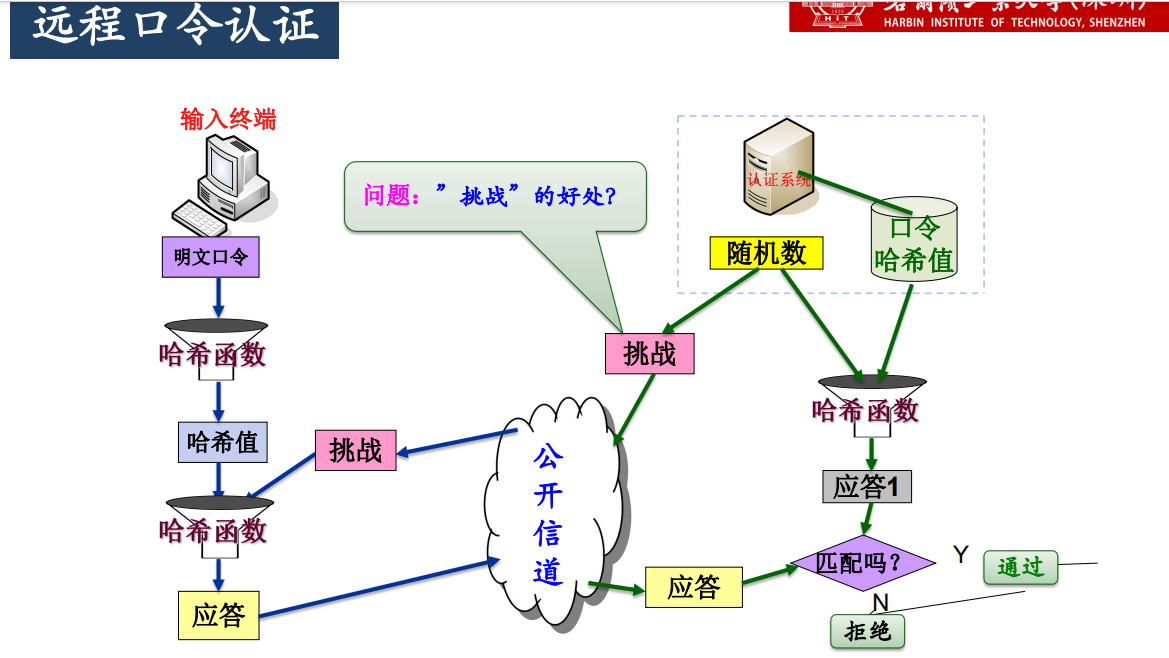 远程口令认证
HARBIN INSTITUTE OF TECHNOLOGY, SHENZHEN
HIT
输入终端
认证系统
问题：”挑战”的好处?
口令
哈希值
随机数
明文口令
挑战
哈希函数
哈希函数
哈希值
挑战
公
开
信
道
应答1
哈希函数
匹配吗?
Y
通过
应答
应答
N
拒绝